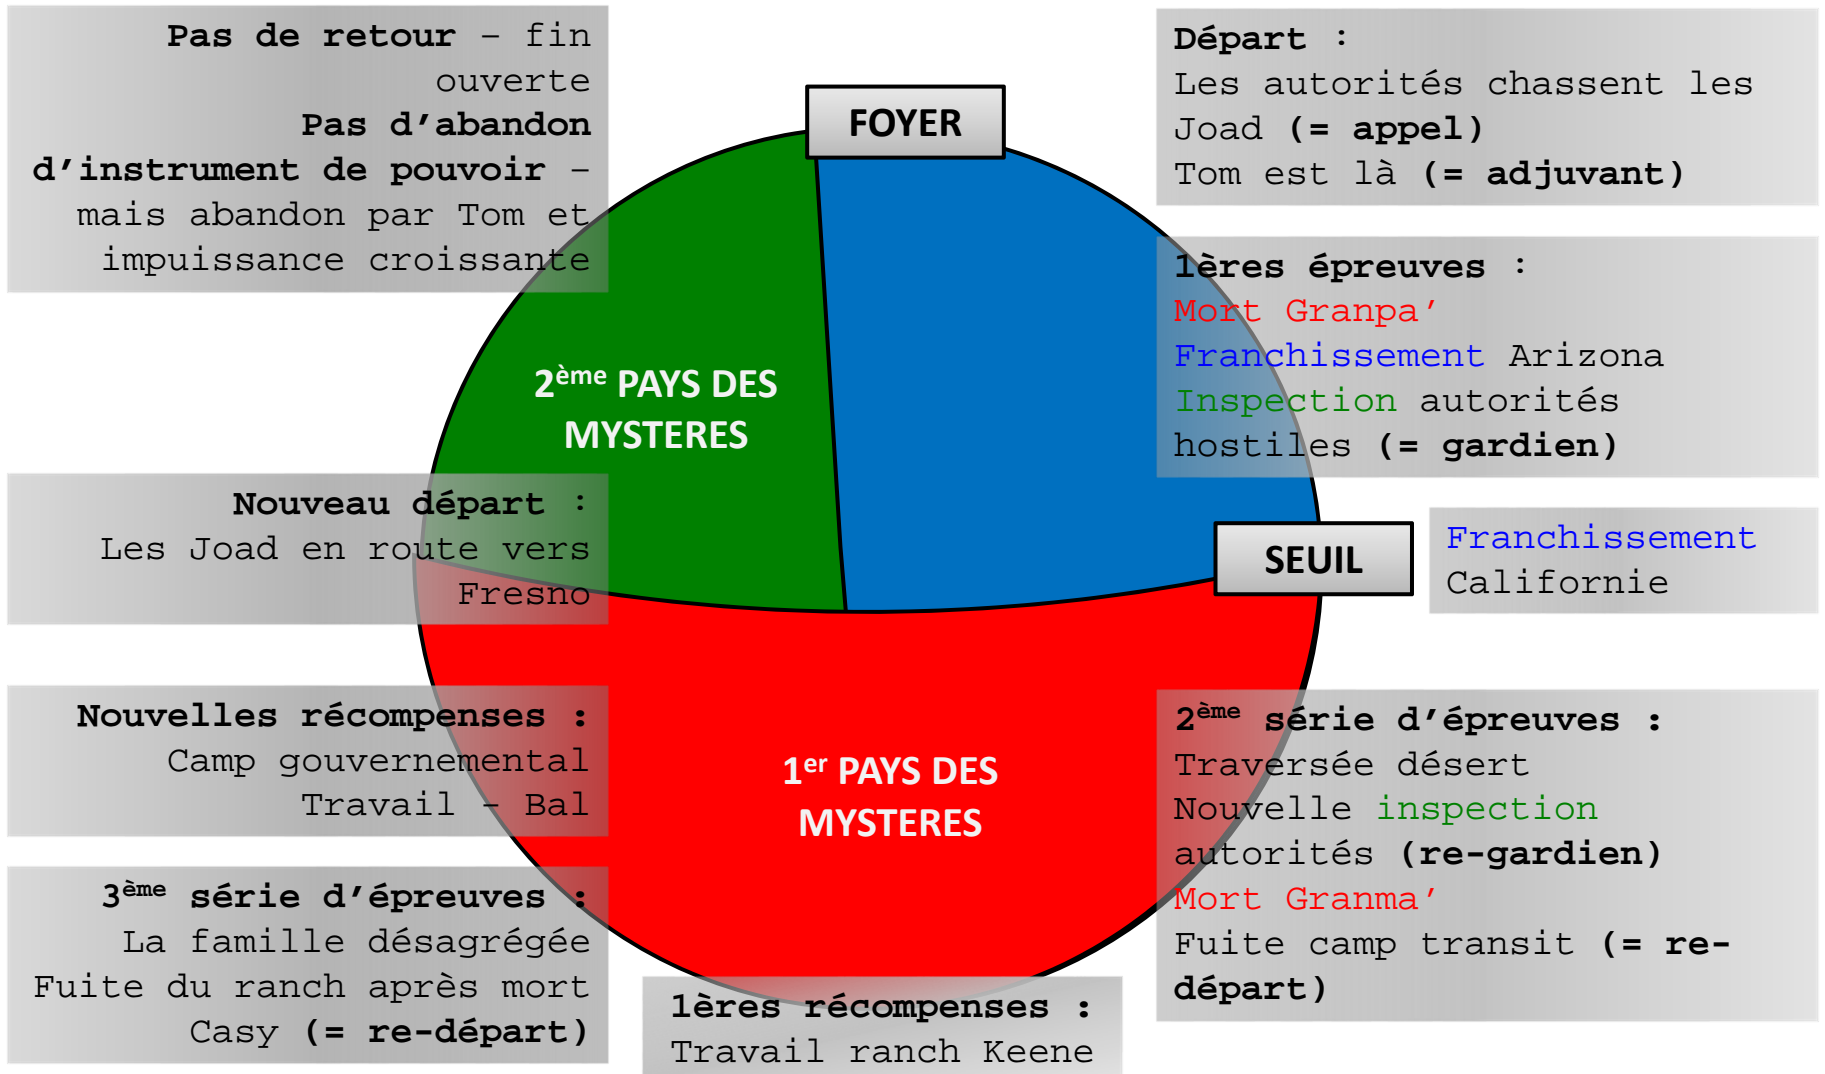 Pas de retour – fin
ouverte
Pas d’abandon
d’instrument de pouvoir –
mais abandon par Tom et
impuissance croissante
FOYER
Départ :
Les autorités chassent les
Joad (= appel)
Tom est là (= adjuvant)
1ères épreuves :
Mort Granpa’
Franchissement Arizona
Inspection autorités
hostiles (= gardien)
2ème PAYS DES
MYSTERES
Nouveau départ :
Les Joad en route vers
Fresno
SEUIL
Franchissement
Californie
Nouvelles récompenses :
Camp gouvernemental
Travail – Bal
1er PAYS DES
MYSTERES
2ème série d’épreuves :
Traversée désert
Nouvelle inspection
autorités (re-gardien)
Mort Granma’
Fuite camp transit (= re-
départ)
3ème série d’épreuves :
La famille désagrégée
Fuite du ranch après mort
Casy (= re-départ)
1ères récompenses :
Travail ranch Keene